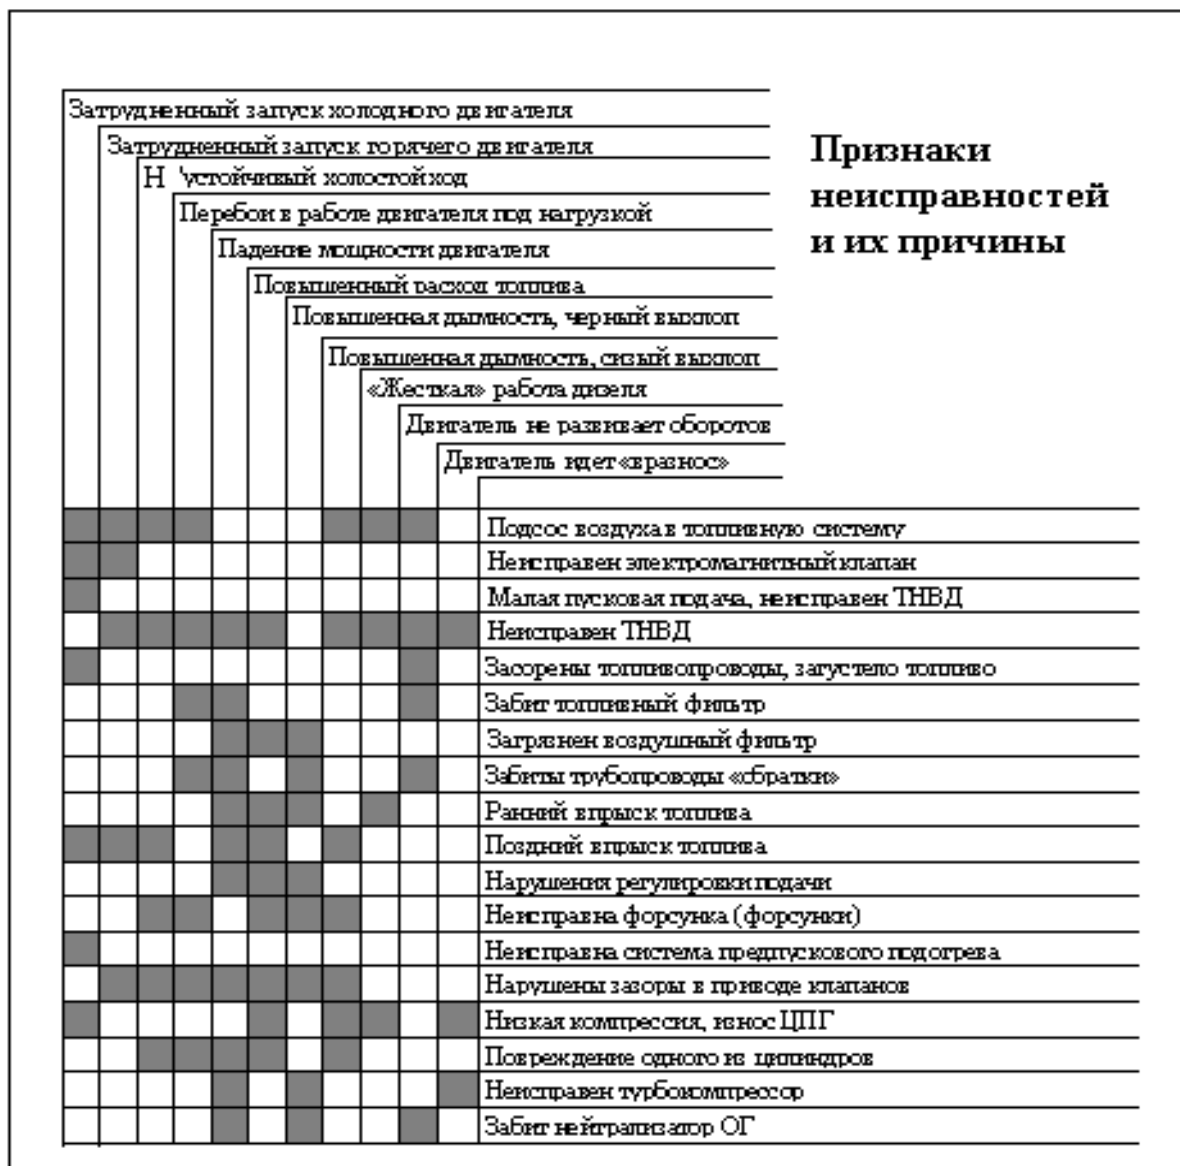 Затрудненный запуск холодного двигателя
Затрудненный запуск горячего двигателя
Н устойчивый холостой ход
Перебои в работе двигателя под нагрузкой
Падение мощности двигателя
Повышенный расход топлива
Повышенная дымность, черный выхлоп
Повышенная дымность, сизый выхлоп
«Жесткая» работа дизеля
Двигатель не развивает оборотов
Двигатель идет «вразнос»
Признаки
неисправностей
и их причины
Подсос воздуха в топливную систему
Неисправен электромагнитный клапан
Малая пусковая подача, неисправен ТНВД
Неисправен ТНВД
Засорены топливопроводы, загустело топливо
Забит топливный фильтр
Загрязнен воздушный фильтр
Забиты трубопроводы «обратки»
Ранний впрыск топлива
Поздний впрыск топлива
Нарушения регулировки подачи
Неисправна форсунка (форсунки)
Неисправна система предпускового подогрева
Нарушены зазоры в приводе клапанов
Низкая компрессия, износ ЦПГ
Повреждение одного из цилиндров
Неисправен турбокомпрессор
Забит нейтрализатор ОГ